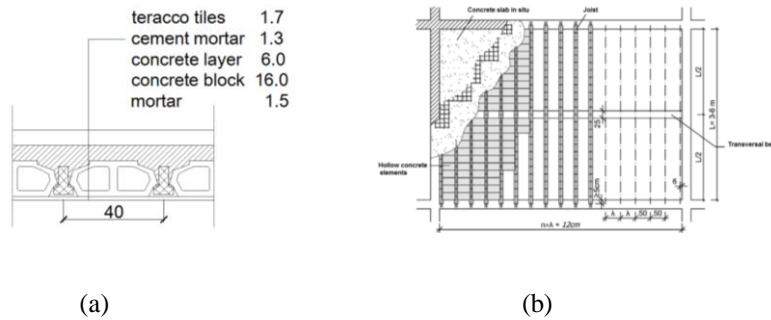 teracco tiles 1.7
cement mortar 1.3
concrete layer 6.0
concrete block 16.0
mortar 1.5
40
(a)
Concrete slab in situ
Joist
L/2
L= 3-6 m
25
Transversal be
L/2
Hollow concrete
elements
6
λ λ 50 50
n×λ + 12cm
(b)